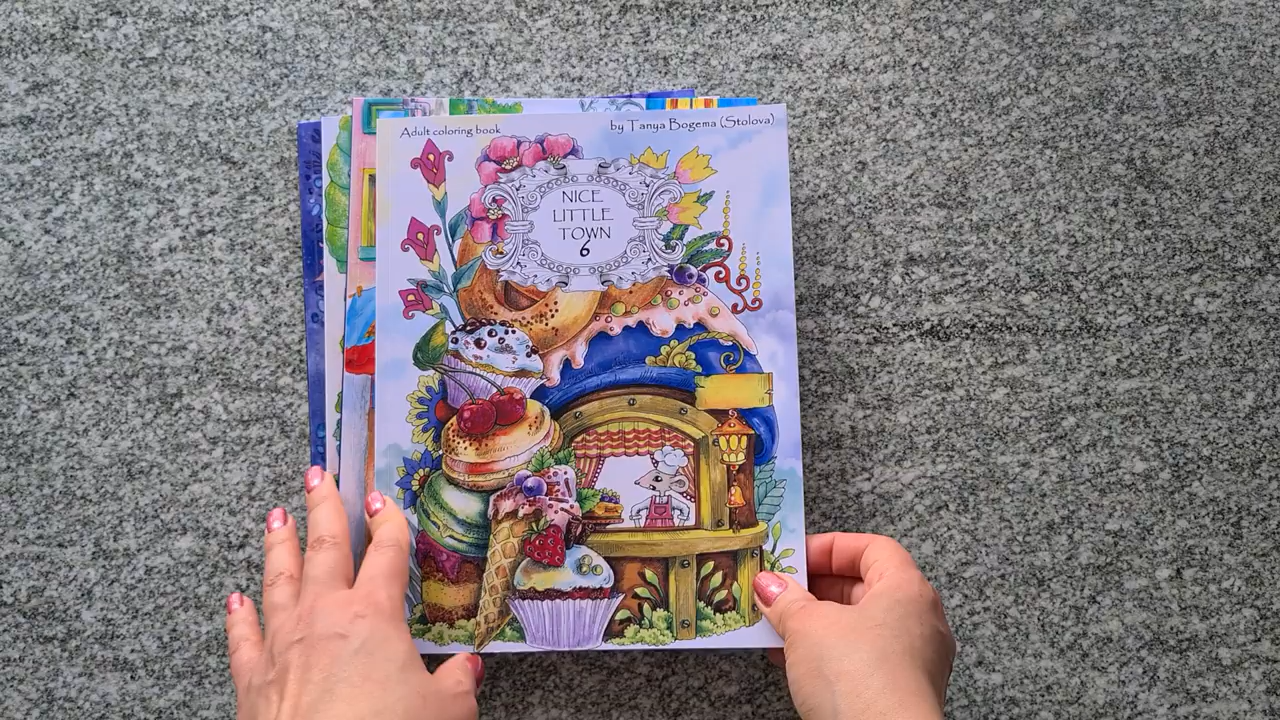 Adult coloring book
by Tanya Bogema (Stolova)
NICE
LITTLE
TOWN
6